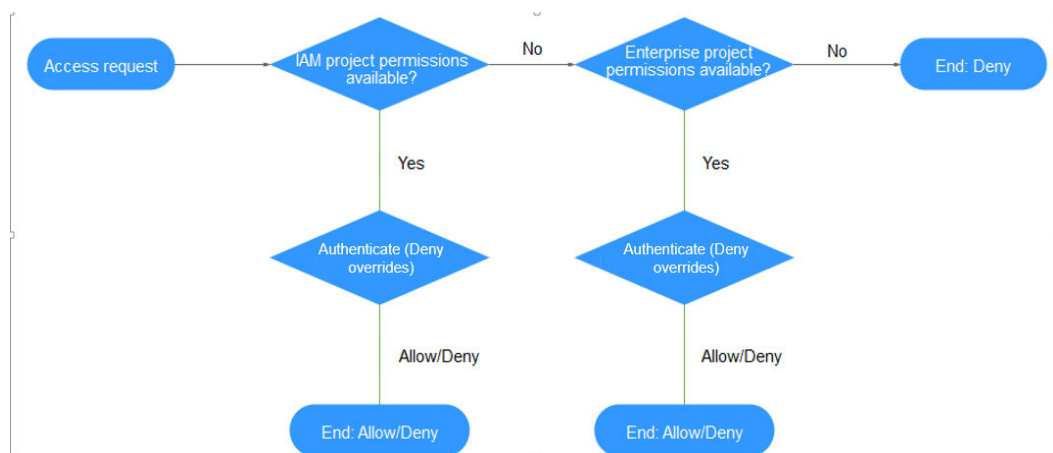 Access request
IAM project permissions
available?
No
Enterprise project
permissions available?
No
End: Deny
Yes
Yes
Authenticate (Deny
overrides)
Authenticate (Deny
overrides)
Allow/Deny
Allow/Deny
End: Allow/Deny
End: Allow/Deny